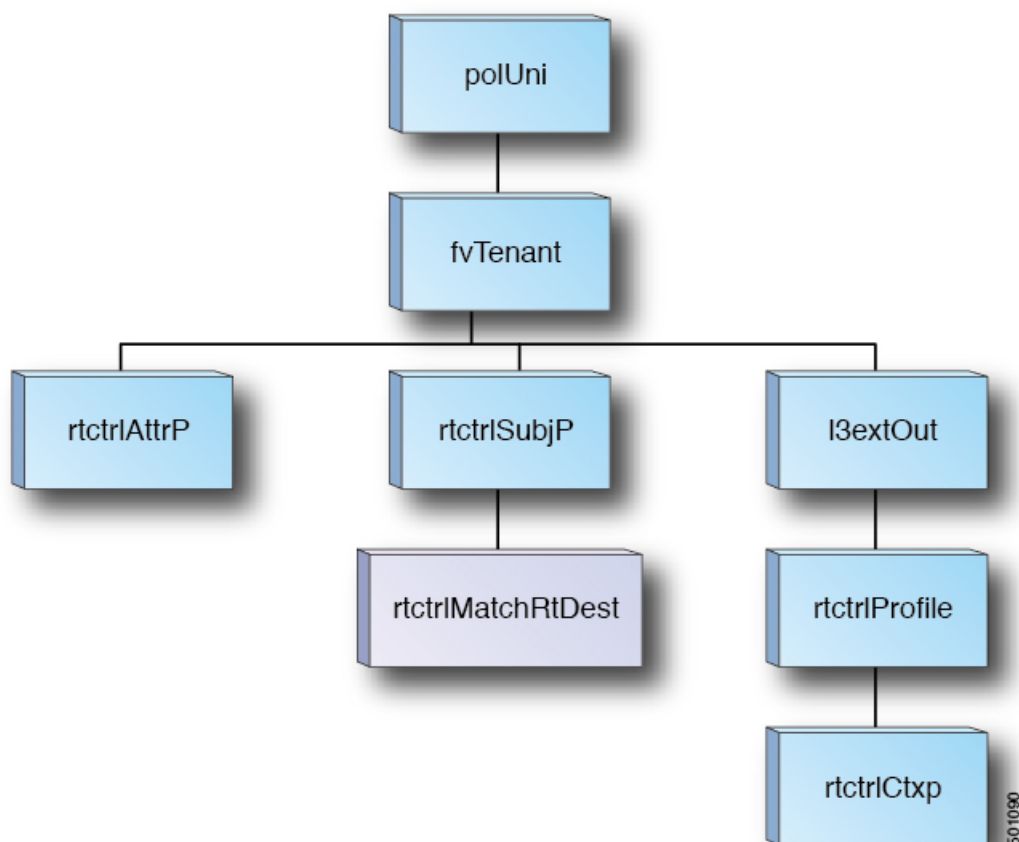 polUni
fvTenant
rtctrlAttrP
rtctrlSubjP
l3extOut
rtctrlMatchRtDest
rtctrlProfile
rtctrlCtxp
501090